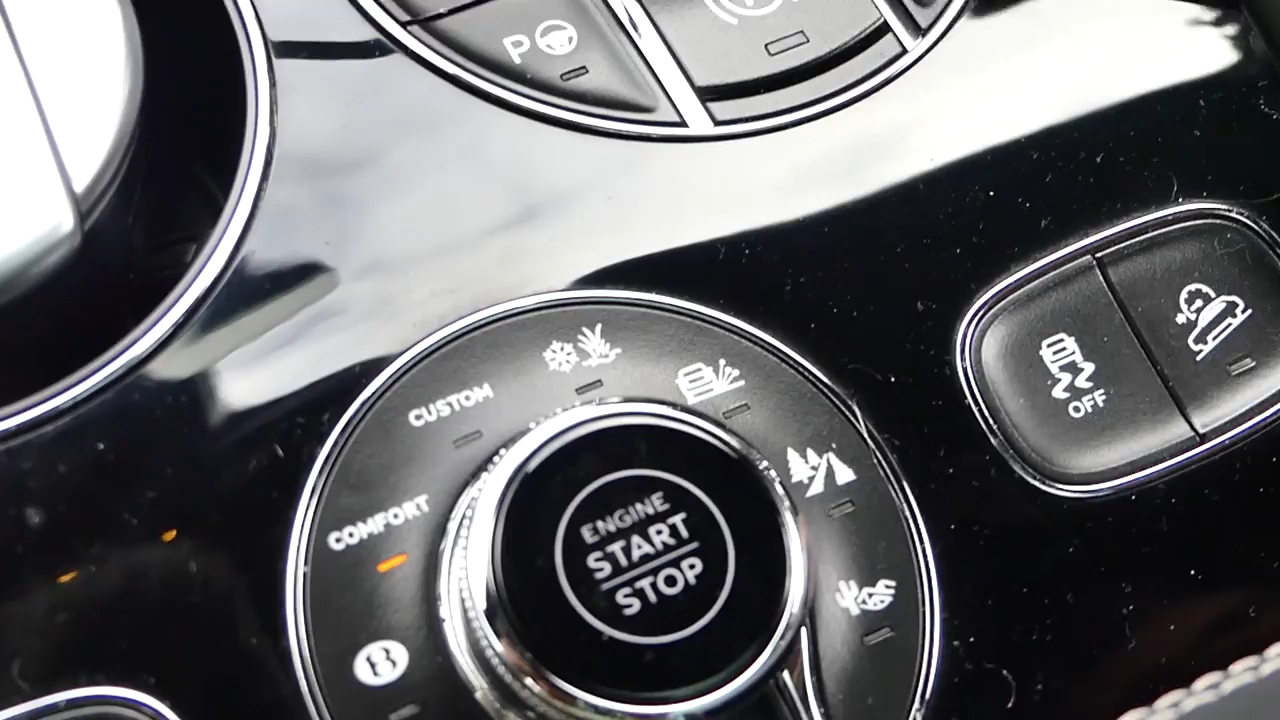 P
CUSTOM
COMFORT
B
ENGINE
START
STOP
OFF